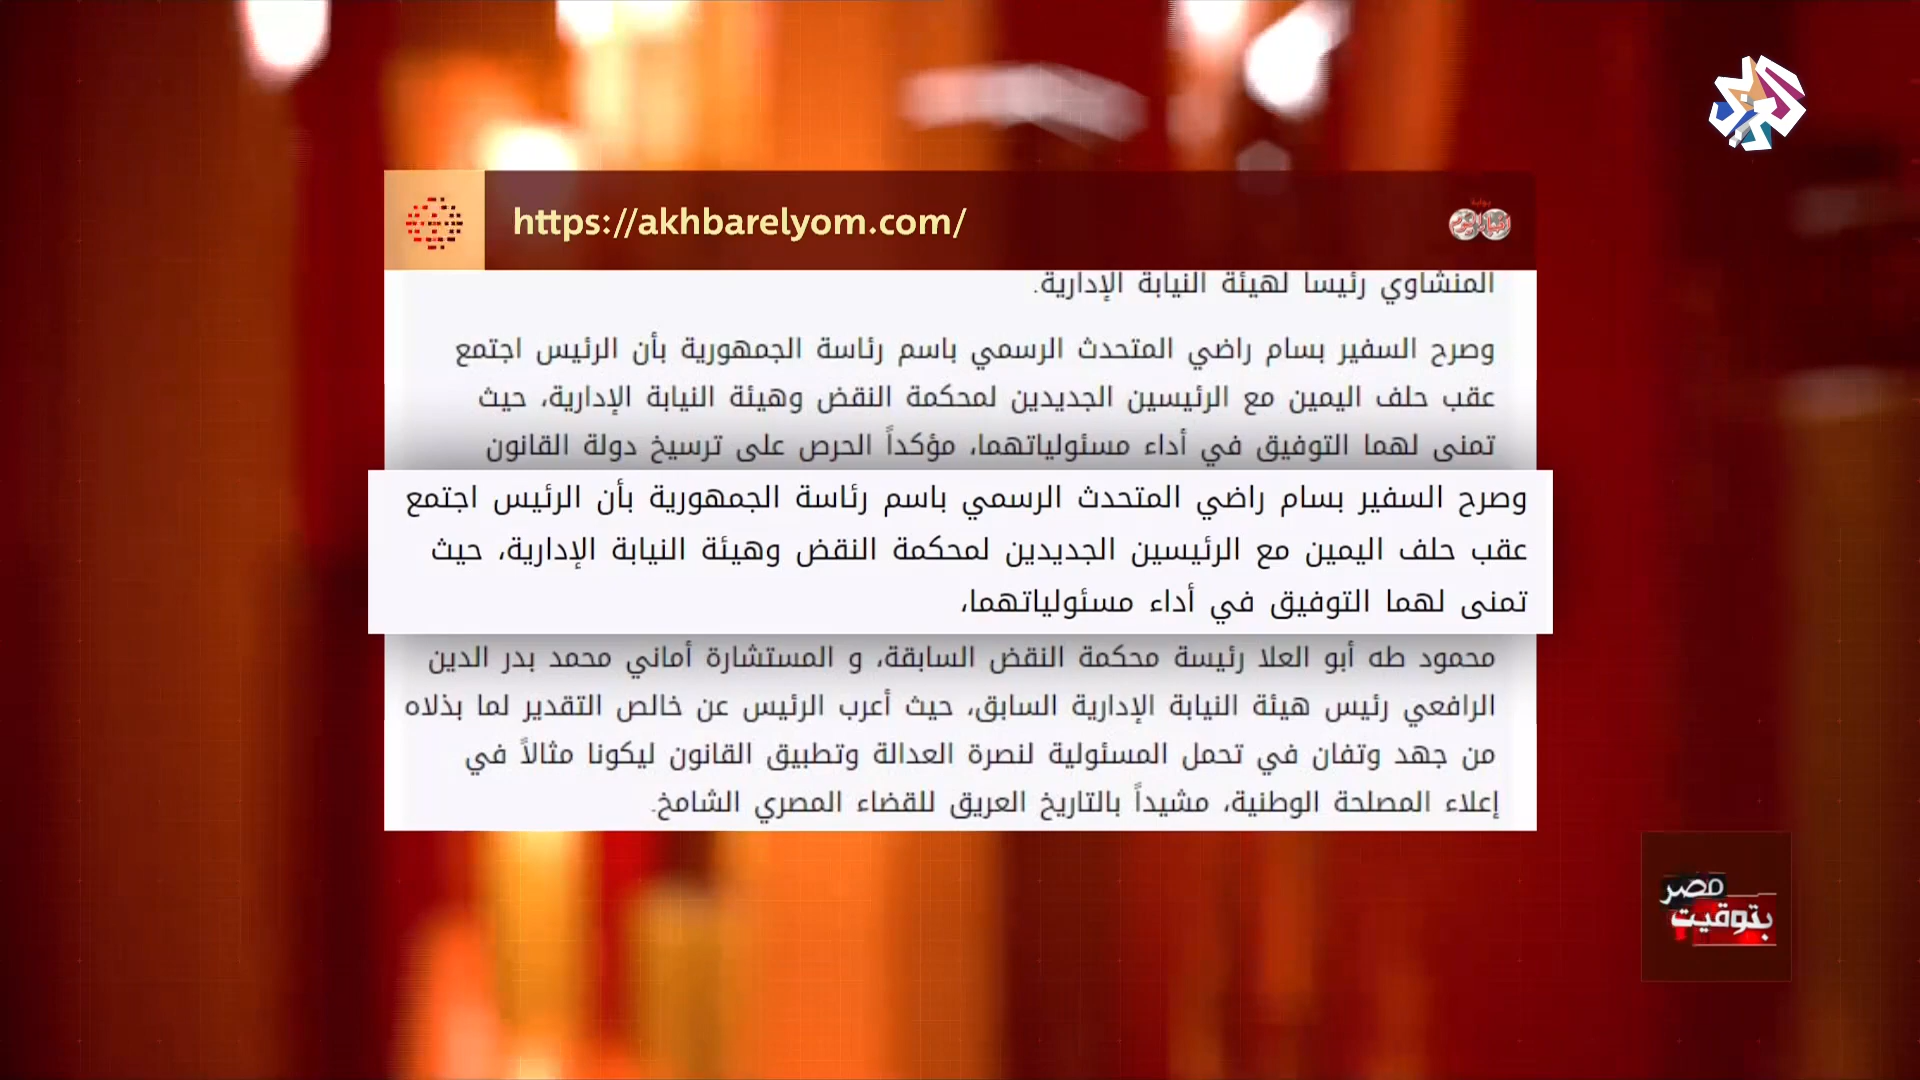 https://akhbarelyom.com/
بوابة
أخبار اليوم
المنشاوي رئيسا لهيئة النيابة الإدارية.
وصرح السفير بسام راضي المتحدث الرسمي باسم رئاسة الجمهورية بأن الرئيس اجتمع
عقب حلف اليمين مع الرئيسين الجديدين لمحكمة النقض وهيئة النيابة الإدارية، حيث
تمنى لهما التوفيق في أداء مسئولياتهما، مؤكداً الحرص على ترسيخ دولة القانون
وصرح السفير بسام راضي المتحدث الرسمي باسم رئاسة الجمهورية بأن الرئيس اجتمع
عقب حلف اليمين مع الرئيسين الجديدين لمحكمة النقض وهيئة النيابة الإدارية، حيث
تمنى لهما التوفيق في أداء مسئولياتهما،
محمود طه أبو العلا رئيسة محكمة النقض السابقة، و المستشارة أماني محمد بدر الدين
الرافعي رئيس هيئة النيابة الإدارية السابق، حيث أعرب الرئيس عن خالص التقدير لما بذلاه
من جهد وتفان في تحمل المسئولية لنصرة العدالة وتطبيق القانون ليكونا مثالاً في
إعلاء المصلحة الوطنية، مشيداً بالتاريخ العريق للقضاء المصري الشامخ.
مصر
بتوقيت